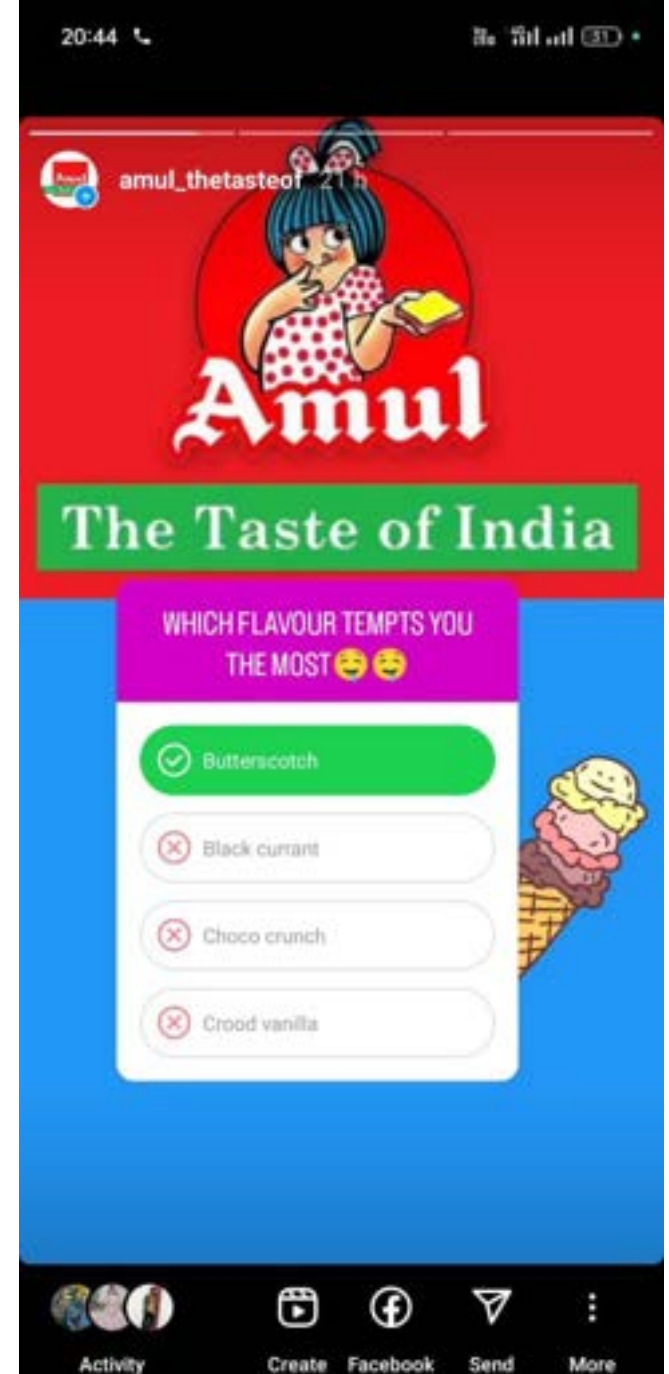 20:44
31
amul_thetasteof 21 h
Amul
The Taste of India
WHICH FLAVOUR TEMPTS YOU
THE MOST🤤🤤
Butterscotch
Black currant
Choco crunch
Crood vanilla
Activity
Create
Facebook
Send
More